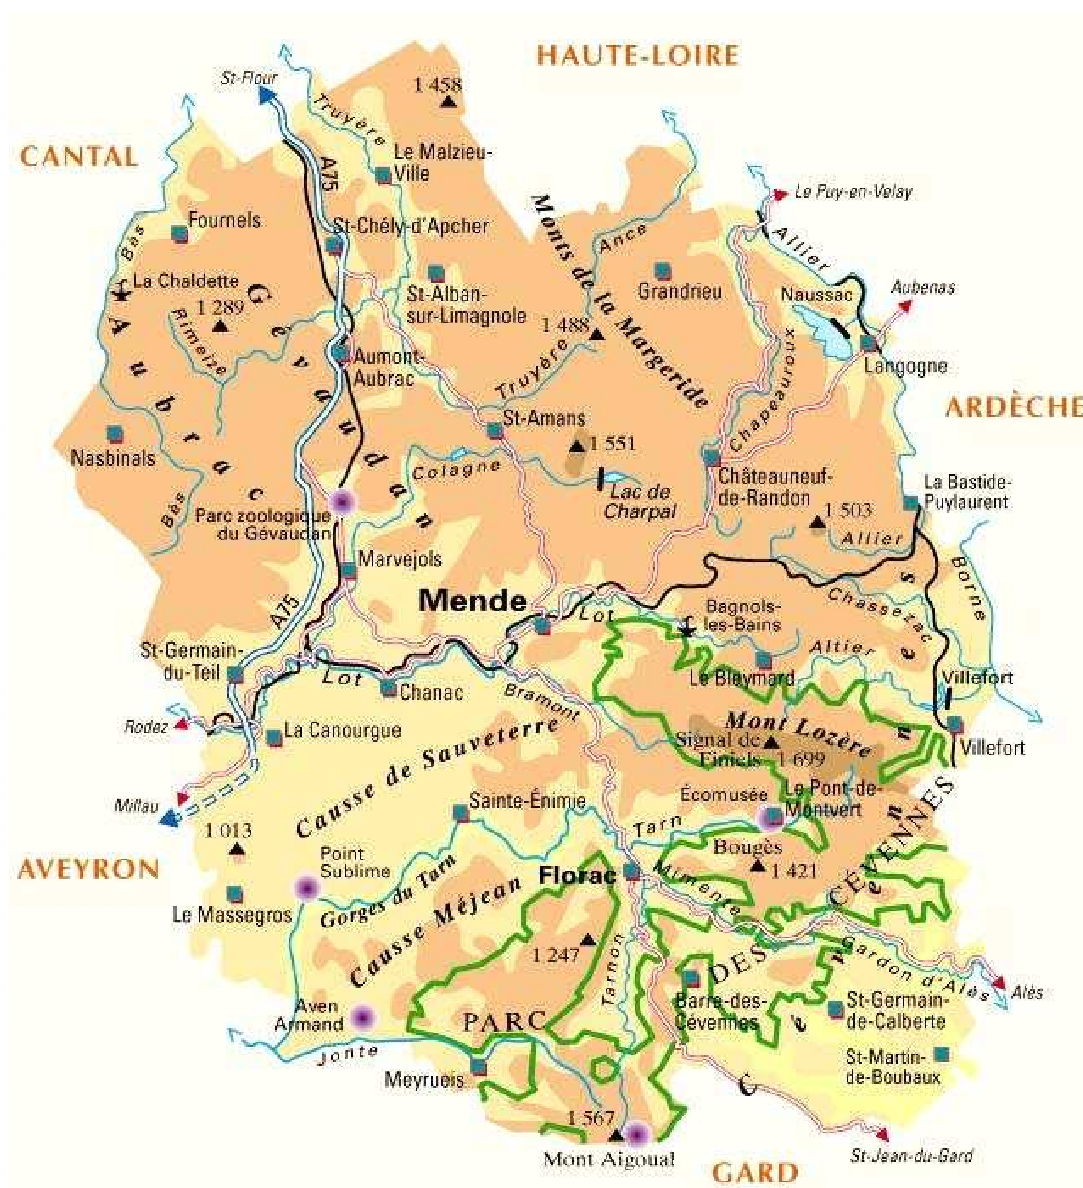 HAUTE-LOIRE
St-Flour
1 458
Truyère
CANTAL
A75
Le Malzieu-
Ville
Le Puy-en-Velay
Fournels
St-Chély-d'Apcher
Monts de la Margeride
Ance
Allier
Bès
La Chaldette
Grandrieu
Naussac
Aubenas
1 289
Gévaudan
St-Alban-
sur-Limagnole
Rimeize
1 488
Aubrac
Aumont-
Aubrac
Truyère
Chapeauroux
Langogne
ARDÈCHE
St-Amans
1 551
Nasbinals
Colagne
Châteauneuf-
de-Randon
La Bastide-
Puylaurent
Lac de
Charpal
Bès
Parc zoologique
du Gévaudan
1 503
Allier
Marvejols
Borne
Mende
Chasserac
A75
Lot
Bagnols-
les-Bains
Altier
St-Germain-
du-Teil
Lot
Chanac
Le Bleymard
Villefort
Bramont
Rodez
La Canourgue
Mont Lozère
Signal de
Finiels 1 699
Villefort
Causse de Sauveterre
Millau
Sainte-Énimie
Écomusée
Le Pont-de-
Montvert
1 013
Tarn
Point
Sublime
Bougès
1 421
AVEYRON
Florac
Mimente
Le Massegros
Gorges du Tarn
Causse Méjean
Cévennes
1 247
Tarnon
Gardon d'Alès
Alès
Barre-des-
Cévennes
St-Germain-
de-Calberte
Aven
Armand
PARC
DES
CÉVENNES
Jonte
Meyrueis
St-Martin-
de-Boubaux
1 567
Mont Aigoual
St-Jean-du-Gard
GARD